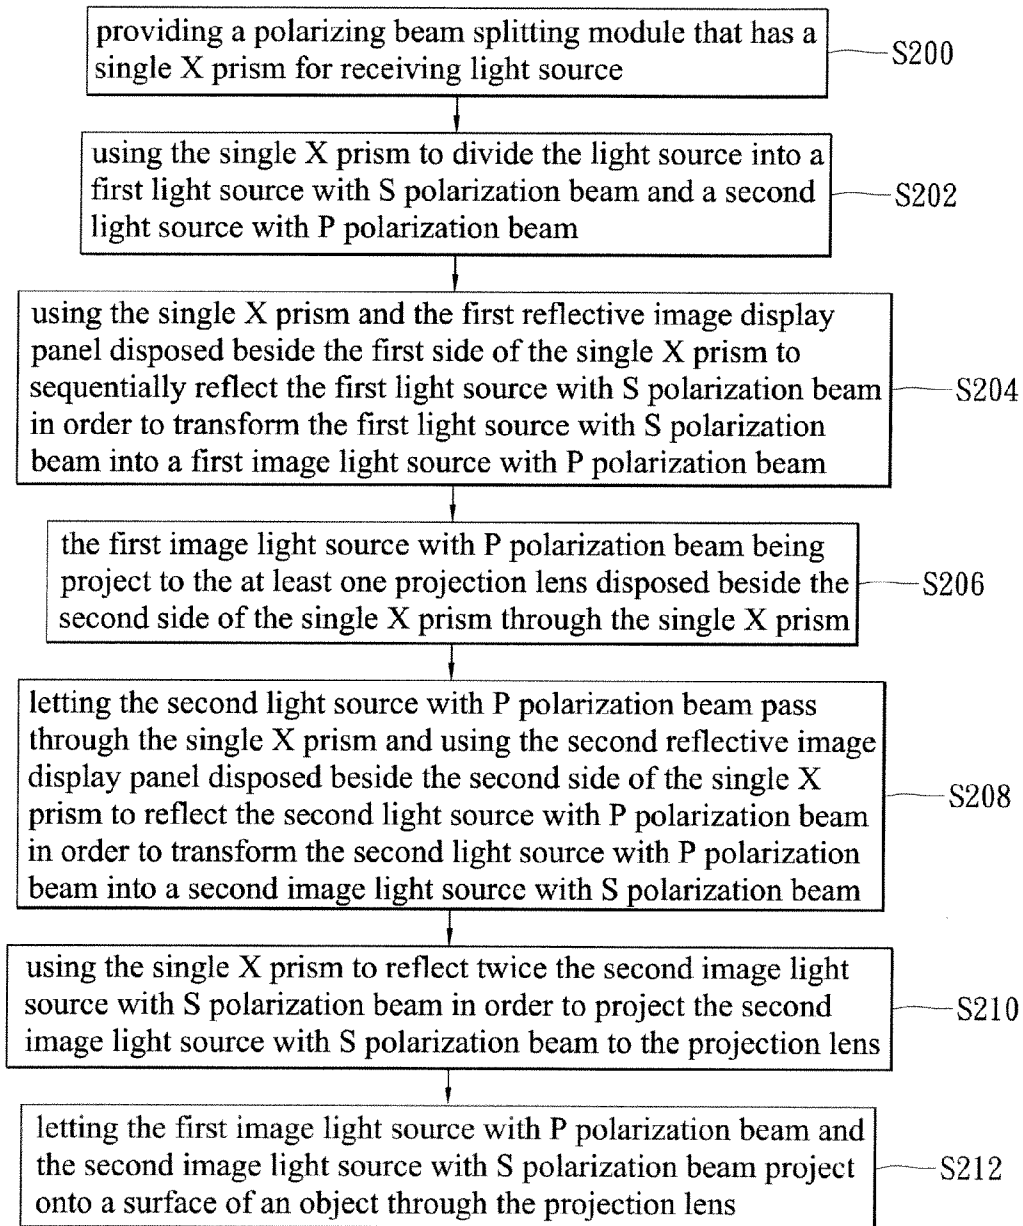 providing a polarizing beam splitting module that has a
single X prism for receiving light source
S200
using the single X prism to divide the light source into a
first light source with S polarization beam and a second
light source with P polarization beam
S202
using the single X prism and the first reflective image display
panel disposed beside the first side of the single X prism to
sequentially reflect the first light source with S polarization beam
in order to transform the first light source with S polarization
beam into a first image light source with P polarization beam
S204
the first image light source with P polarization beam being
project to the at least one projection lens disposed beside the
second side of the single X prism through the single X prism
S206
letting the second light source with P polarization beam pass
through the single X prism and using the second reflective image
display panel disposed beside the second side of the single X
prism to reflect the second light source with P polarization beam
in order to transform the second light source with P polarization
beam into a second image light source with S polarization beam
S208
using the single X prism to reflect twice the second image light
source with S polarization beam in order to project the second
image light source with S polarization beam to the projection lens
S210
letting the first image light source with P polarization beam and
the second image light source with S polarization beam project
onto a surface of an object through the projection lens
S212